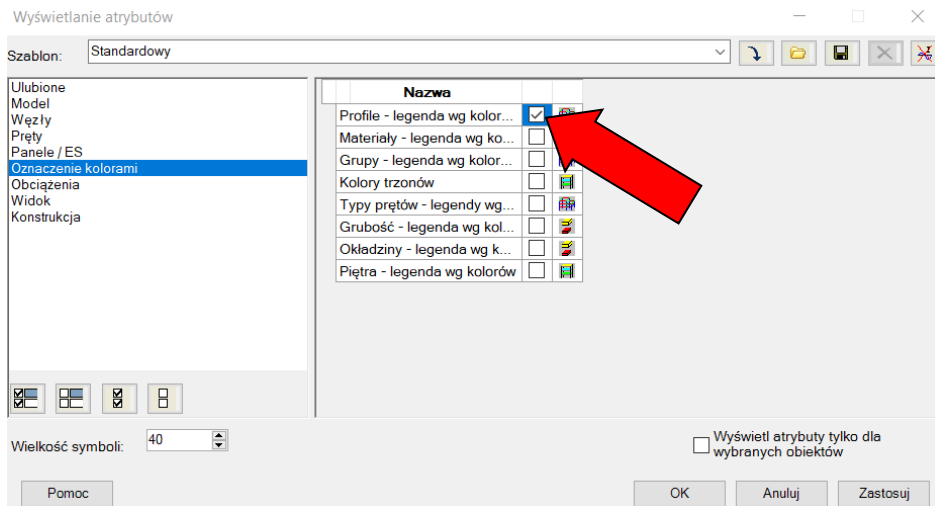 Wyświetlanie atrybutów
Szablon:
Standardowy
Ulubione
Model
Węzły
Pręty
Panele / ES
Oznaczenie kolorami
Obciążenia
Widok
Konstrukcja
Nazwa
Profile - legenda wg kolor...
Materiały - legenda wg ko...
Grupy - legenda wg kolor...
Kolory trzonów
Typy prętów - legendy wg...
Grubość - legenda wg kol...
Okładziny - legenda wg k...
Piętra - legenda wg kolorów
Wielkość symboli:
40
Wyświetl atrybuty tylko dla
wybranych obiektów
Pomoc
OK
Anuluj
Zastosuj